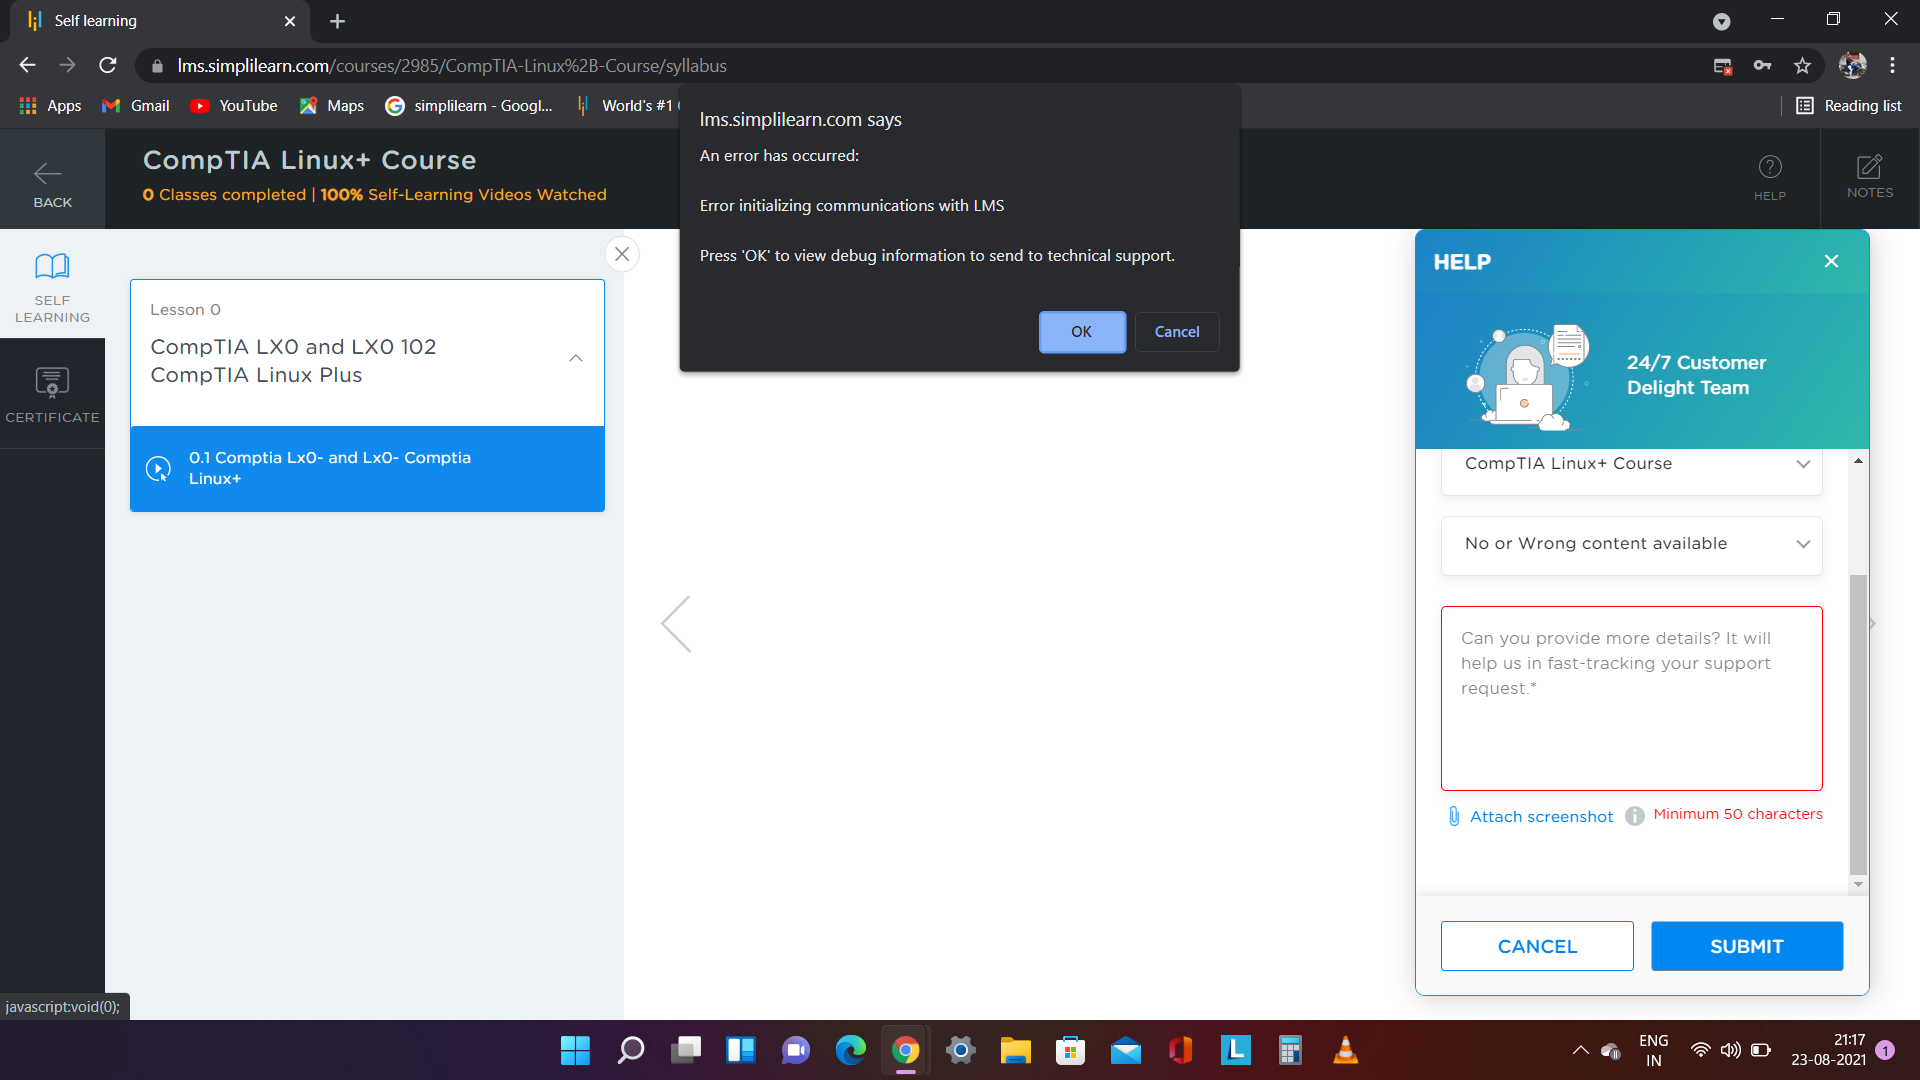 Self learning
lms.simplilearn.com/courses/2985/CompTIA-Linux%2B-Course/syllabus
Apps
Gmail
YouTube
Maps
simplilearn - Googl...
World's #1
Reading list
BACK
CompTIA Linux+ Course
0 Classes completed | 100% Self-Learning Videos Watched
HELP
NOTES
lms.simplilearn.com says
An error has occurred:
Error initializing communications with LMS
Press 'OK' to view debug information to send to technical support.
OK
Cancel
SELF
LEARNING
CERTIFICATE
Lesson 0
CompTIA LX0 and LX0 102
CompTIA Linux Plus
0.1 Comptia Lx0- and Lx0- Comptia
Linux+
HELP
24/7 Customer
Delight Team
CompTIA Linux+ Course
No or Wrong content available
Can you provide more details? It will
help us in fast-tracking your support
request.*
Attach screenshot
Minimum 50 characters
CANCEL
SUBMIT
javascript:void(0);
L
ENG
IN
21:17
23-08-2021
1